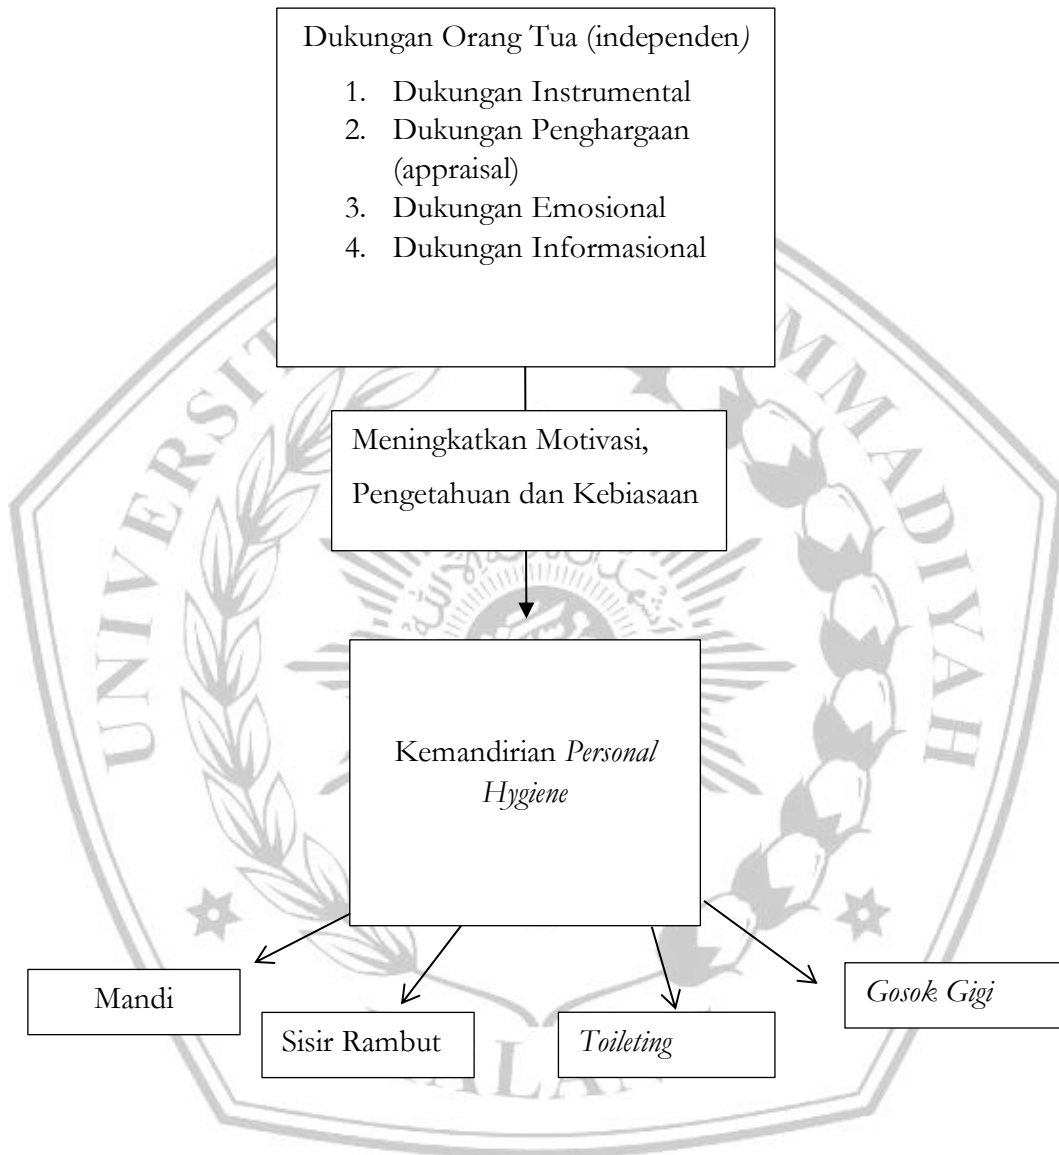 Dukungan Orang Tua (independen)
1. Dukungan Instrumental
2. Dukungan Penghargaan
(appraisal)
3. Dukungan Emosional
4. Dukungan Informasional
Meningkatkan Motivasi,
Pengetahuan dan Kebiasaan
Kemandirian Personal
Hygiene
Mandi
Sisir Rambut
Toileting
Gosok Gigi